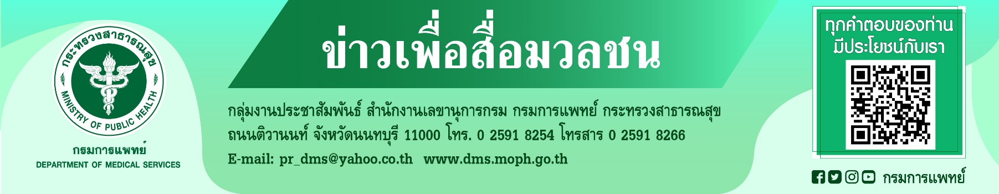 กระทรวงสาธารณสุข
MINISTRY OF PUBLIC HEALTH
กรมการแพทย์
DEPARTMENT OF MEDICAL SERVICES
ข่าวเพื่อสื่อมวลชน
กลุ่มงานประชาสัมพันธ์ สำนักงานเลขานุการกรม กรมการแพทย์ กระทรวงสาธารณสุข
ถนนติวานนท์ จังหวัดนนทบุรี 11000 โทร. 0 2591 8254 โทรสาร 0 2591 8266
E-mail: pr_dms@yahoo.co.th www.dms.moph.go.th
ทุกคำตอบของท่าน
มีประโยชน์กับเรา
กรมการแพทย์